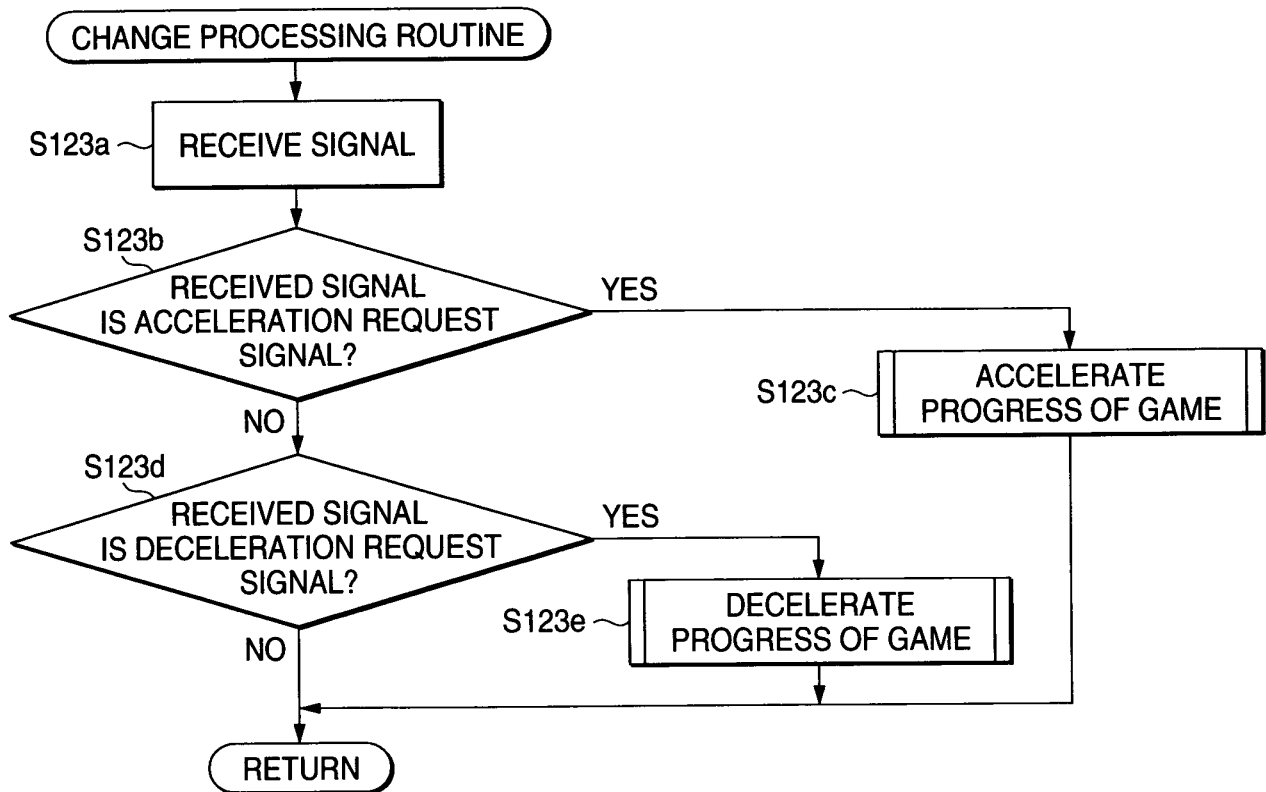 CHANGE PROCESSING ROUTINE
S123a
RECEIVE SIGNAL
S123b
RECEIVED SIGNAL
IS ACCELERATION REQUEST
SIGNAL?
YES
S123c
ACCELERATE
PROGRESS OF GAME
NO
S123d
RECEIVED SIGNAL
IS DECELERATION REQUEST
SIGNAL?
YES
S123e
DECELERATE
PROGRESS OF GAME
NO
RETURN